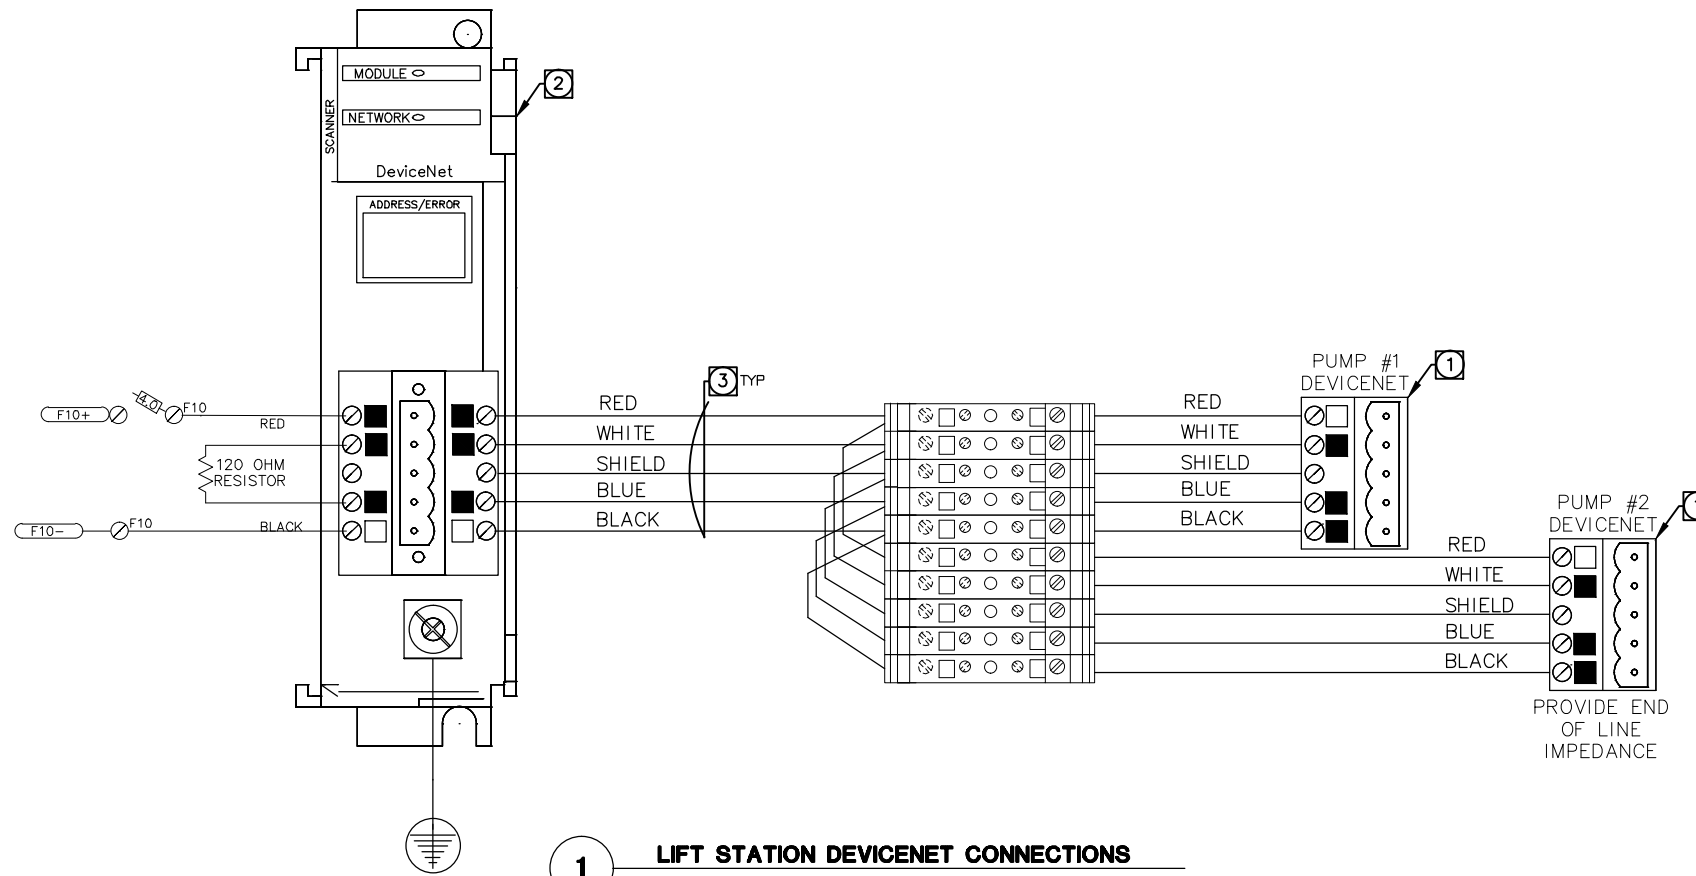 MODULE
2
NETWORK
SCANNER
DeviceNet
ADDRESS/ERROR
3 TYP
PUMP #1
DEVICENET
1
F10+
4.0
F10
RED
120 OHM
RESISTOR
F10-
F10
BLACK
RED
WHITE
SHIELD
BLUE
BLACK
RED
WHITE
SHIELD
BLUE
BLACK
PUMP #2
DEVICENET
RED
WHITE
SHIELD
BLUE
BLACK
PROVIDE END
OF LINE
IMPEDANCE
1
LIFT STATION DEVICENET CONNECTIONS